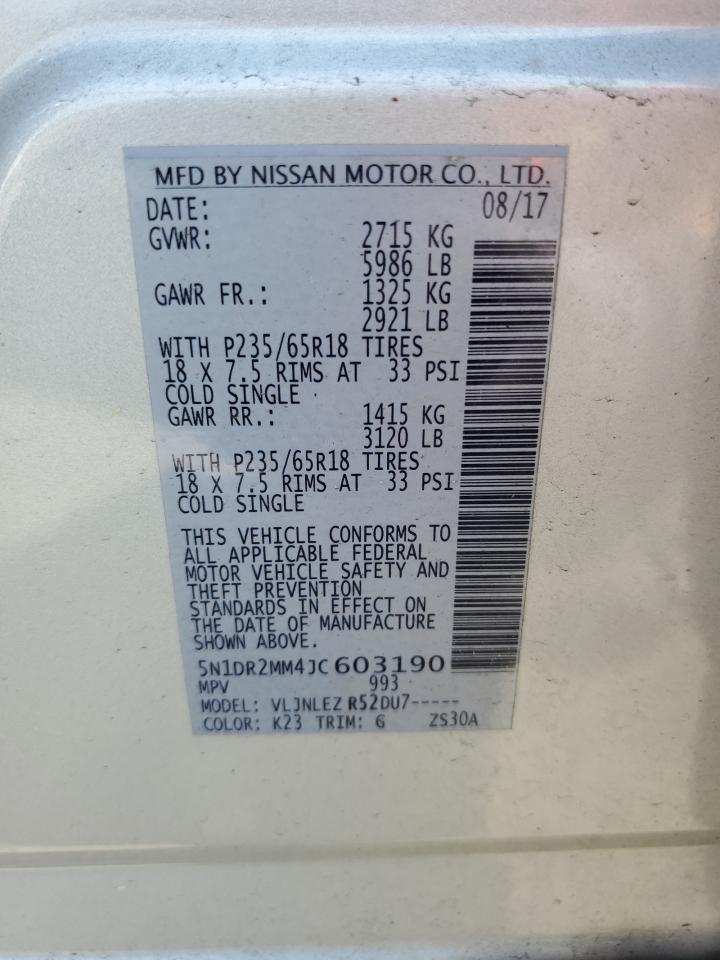 MFD BY NISSAN MOTOR CO., LTD.
DATE: 08/17
GVWR: 2715 KG
5986 LB
GAWR FR.: 1325 KG
2921 LB
WITH P235/65R18 TIRES
18 X 7.5 RIMS AT 33 PSI
COLD SINGLE
GAWR RR.: 1415 KG
3120 LB
WITH P235/65R18 TIRES
18 X 7.5 RIMS AT 33 PSI
COLD SINGLE
THIS VEHICLE CONFORMS TO
ALL APPLICABLE FEDERAL
MOTOR VEHICLE SAFETY AND
THEFT PREVENTION
STANDARDS IN EFFECT ON
THE DATE OF MANUFACTURE
SHOWN ABOVE.
5N1DR2MM4JC603190
MPV 993
MODEL: VLJNLEZ R52DU7-----
COLOR: K23 TRIM: 6 ZS30A